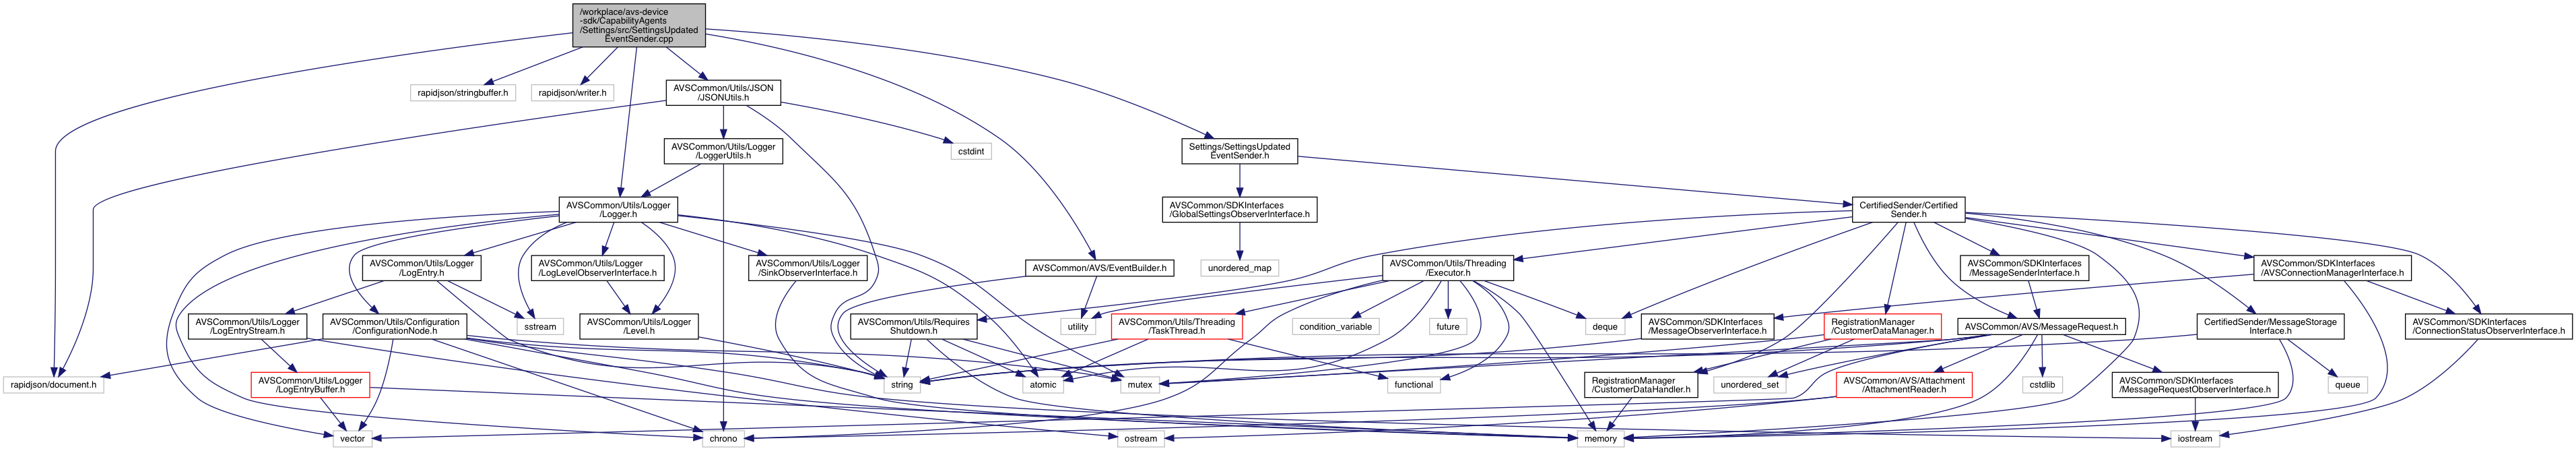 /workplace/avs-device
-sdk/CapabilityAgents
/Settings/src/SettingsUpdated
EventSender.cpp
rapidjson/stringbuffer.h
rapidjson/writer.h
AVSCommon/Utils/JSON
/JSONUtils.h
AVSCommon/Utils/Logger
/LoggerUtils.h
cstdint
Settings/SettingsUpdated
EventSender.h
AVSCommon/Utils/Logger
/Logger.h
AVSCommon/SDKInterfaces
/GlobalSettingsObserverInterface.h
CertifiedSender/Certified
Sender.h
AVSCommon/Utils/Logger
/LogEntry.h
AVSCommon/Utils/Logger
/LogLevelObserverInterface.h
AVSCommon/Utils/Logger
/SinkObserverInterface.h
AVSCommon/AVS/EventBuilder.h
unordered_map
AVSCommon/Utils/Threading
/Executor.h
AVSCommon/SDKInterfaces
/MessageSenderInterface.h
AVSCommon/SDKInterfaces
/AVSConnectionManagerInterface.h
AVSCommon/Utils/Logger
/LogEntryStream.h
AVSCommon/Utils/Configuration
/ConfigurationNode.h
sstream
AVSCommon/Utils/Logger
/Level.h
AVSCommon/Utils/Requires
Shutdown.h
utility
AVSCommon/Utils/Threading
/TaskThread.h
condition_variable
future
deque
AVSCommon/SDKInterfaces
/MessageObserverInterface.h
RegistrationManager
/CustomerDataManager.h
AVSCommon/AVS/MessageRequest.h
CertifiedSender/MessageStorage
Interface.h
AVSCommon/SDKInterfaces
/ConnectionStatusObserverInterface.h
rapidjson/document.h
AVSCommon/Utils/Logger
/LogEntryBuffer.h
string
atomic
mutex
functional
RegistrationManager
/CustomerDataHandler.h
unordered_set
AVSCommon/AVS/Attachment
/AttachmentReader.h
cstdlib
AVSCommon/SDKInterfaces
/MessageRequestObserverInterface.h
queue
vector
chrono
ostream
memory
iostream